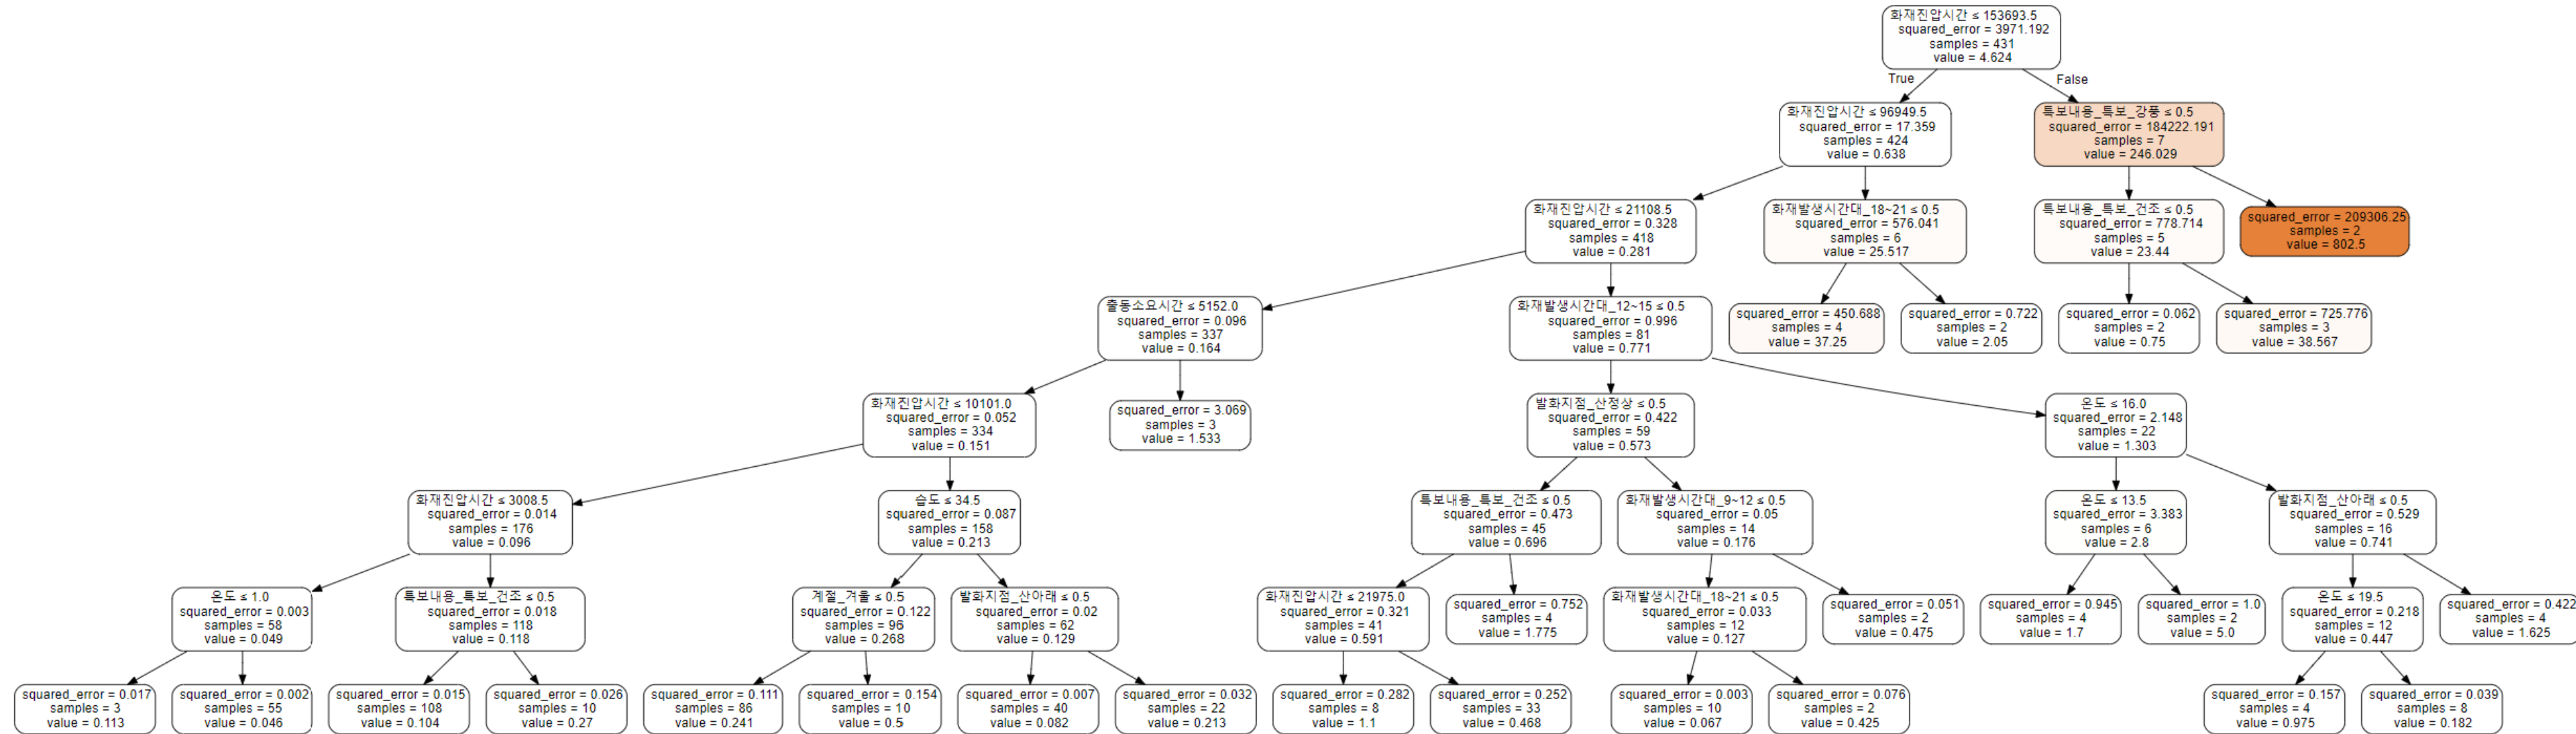 화재진압시간 ≤ 153693.5
squared_error = 3971.192
samples = 431
value = 4.624
True
False
화재진압시간 ≤ 96949.5
squared_error = 17.359
samples = 424
value = 0.638
특보내용_특보_강풍 ≤ 0.5
squared_error = 184222.191
samples = 7
value = 246.029
화재진압시간 ≤ 21108.5
squared_error = 0.328
samples = 418
value = 0.281
화재발생시간대_18~21 ≤ 0.5
squared_error = 576.041
samples = 6
value = 25.517
특보내용_특보_건조 ≤ 0.5
squared_error = 778.714
samples = 5
value = 23.44
squared_error = 209306.25
samples = 2
value = 802.5
출동소요시간 ≤ 5152.0
squared_error = 0.096
samples = 337
value = 0.164
화재발생시간대_12~15 ≤ 0.5
squared_error = 0.996
samples = 81
value = 0.771
squared_error = 450.688
samples = 4
value = 37.25
squared_error = 0.722
samples = 2
value = 2.05
squared_error = 0.062
samples = 2
value = 0.75
squared_error = 725.776
samples = 3
value = 38.567
화재진압시간 ≤ 10101.0
squared_error = 0.052
samples = 334
value = 0.151
squared_error = 3.069
samples = 3
value = 1.533
발화지점_산정상 ≤ 0.5
squared_error = 0.422
samples = 59
value = 0.573
온도 ≤ 16.0
squared_error = 2.148
samples = 22
value = 1.303
화재진압시간 ≤ 3008.5
squared_error = 0.014
samples = 176
value = 0.096
습도 ≤ 34.5
squared_error = 0.087
samples = 158
value = 0.213
특보내용_특보_건조 ≤ 0.5
squared_error = 0.473
samples = 45
value = 0.696
화재발생시간대_9~12 ≤ 0.5
squared_error = 0.05
samples = 14
value = 0.176
온도 ≤ 13.5
squared_error = 3.383
samples = 6
value = 2.8
발화지점_산아래 ≤ 0.5
squared_error = 0.529
samples = 16
value = 0.741
온도 ≤ 1.0
squared_error = 0.003
samples = 58
value = 0.049
특보내용_특보_건조 ≤ 0.5
squared_error = 0.018
samples = 118
value = 0.118
계절_겨울 ≤ 0.5
squared_error = 0.122
samples = 96
value = 0.268
발화지점_산아래 ≤ 0.5
squared_error = 0.02
samples = 62
value = 0.129
화재진압시간 ≤ 21975.0
squared_error = 0.321
samples = 41
value = 0.591
squared_error = 0.752
samples = 4
value = 1.775
화재발생시간대_18~21 ≤ 0.5
squared_error = 0.033
samples = 12
value = 0.127
squared_error = 0.051
samples = 2
value = 0.475
squared_error = 0.945
samples = 4
value = 1.7
squared_error = 1.0
samples = 2
value = 5.0
온도 ≤ 19.5
squared_error = 0.218
samples = 12
value = 0.447
squared_error = 0.422
samples = 4
value = 1.625
squared_error = 0.017
samples = 3
value = 0.113
squared_error = 0.002
samples = 55
value = 0.046
squared_error = 0.015
samples = 108
value = 0.104
squared_error = 0.026
samples = 10
value = 0.27
squared_error = 0.111
samples = 86
value = 0.241
squared_error = 0.154
samples = 10
value = 0.5
squared_error = 0.007
samples = 40
value = 0.082
squared_error = 0.032
samples = 22
value = 0.213
squared_error = 0.282
samples = 8
value = 1.1
squared_error = 0.252
samples = 33
value = 0.468
squared_error = 0.003
samples = 10
value = 0.067
squared_error = 0.076
samples = 2
value = 0.425
squared_error = 0.157
samples = 4
value = 0.975
squared_error = 0.039
samples = 8
value = 0.182